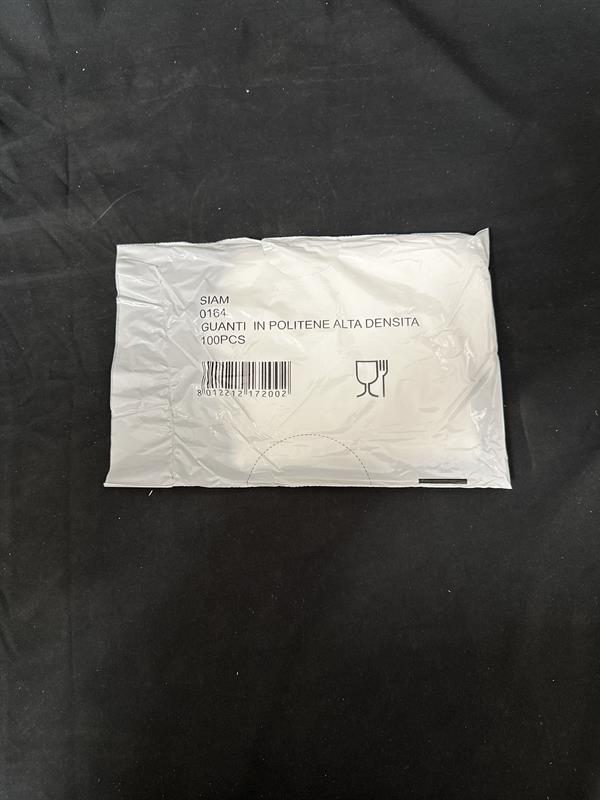 SIAM
0164
GUANTI IN POLITENE ALTA DENSITA
100PCS
8 012212 172002